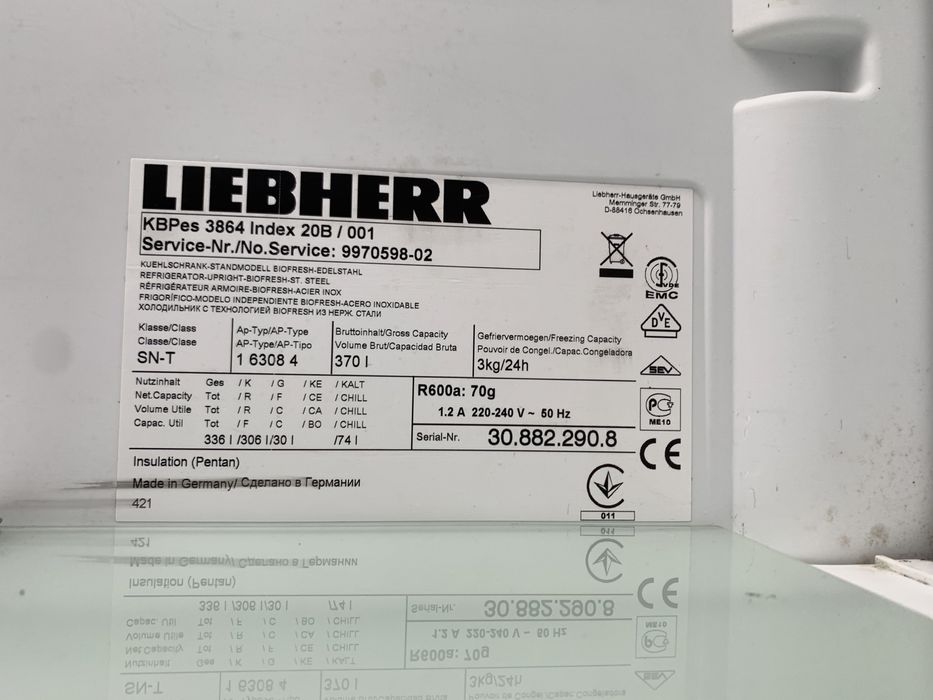 LIEBHERR
Liebherr-Hausgeräte GmbH
Memminger Str. 77-79
D-88416 Ochsenhausen
KBPes 3864 Index 20B / 001
Service-Nr./No.Service: 9970598-02
KUEHLSCHRANK-STANDMODELL BIOFRESH-EDELSTAHL
REFRIGERATOR-UPRIGHT-BIOFRESH-ST. STEEL
RÉFRIGÉRATEUR ARMOIRE-BIOFRESH-ACIER INOX
FRIGORÍFICO-MODELO INDEPENDIENTE BIOFRESH-ACERO INOXIDABLE
ХОЛОДИЛЬНИК С ТЕХНОЛОГИЕЙ BIOFRESH ИЗ НЕРЖ. СТАЛИ
VDE
EMC
DVE
SEV
PC
ME10
CE
Klasse/Class
Classe/Clase
SN-T
Ap-Typ/AP-Type
AP-Type/AP-Tipo
1 6308 4
Bruttoinhalt/Gross Capacity
Volume Brut/Capacidad Bruta
370 l
Gefriervermoegen/Freezing Capacity
Pouvoir de Congel./Capac.Congeladora
3kg/24h
Nutzinhalt Ges / K / G / KE / KALT
Net.Capacity Tot / R / F / CE / CHILL
Volume Utile Tot / R / C / CA / CHILL
Capac. Util Tot / F / C / BO / CHILL
336 l /306 l/30 l /74 l
R600a: 70g
1.2 A 220-240 V ~ 50 Hz
Serial-Nr. 30.882.290.8
Insulation (Pentan)
Made in Germany/ Сделано в Германии
421
011